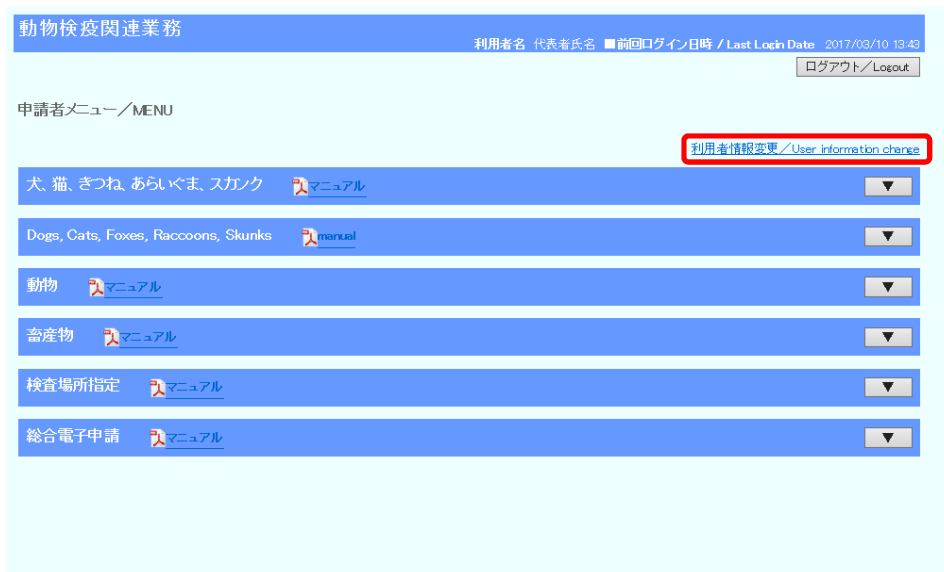 動物検疫関連業務
利用者名 代表者氏名 ■前回ログイン日時 / Last Login Date 2017/03/10 13:43
ログアウト／Logout
申請者メニュー／MENU
利用者情報変更／User information change
犬、猫、きつね、あらいぐま、スカンク マニュアル ▼
Dogs, Cats, Foxes, Raccoons, Skunks manual ▼
動物 マニュアル ▼
畜産物 マニュアル ▼
検査場所指定 マニュアル ▼
総合電子申請 マニュアル ▼